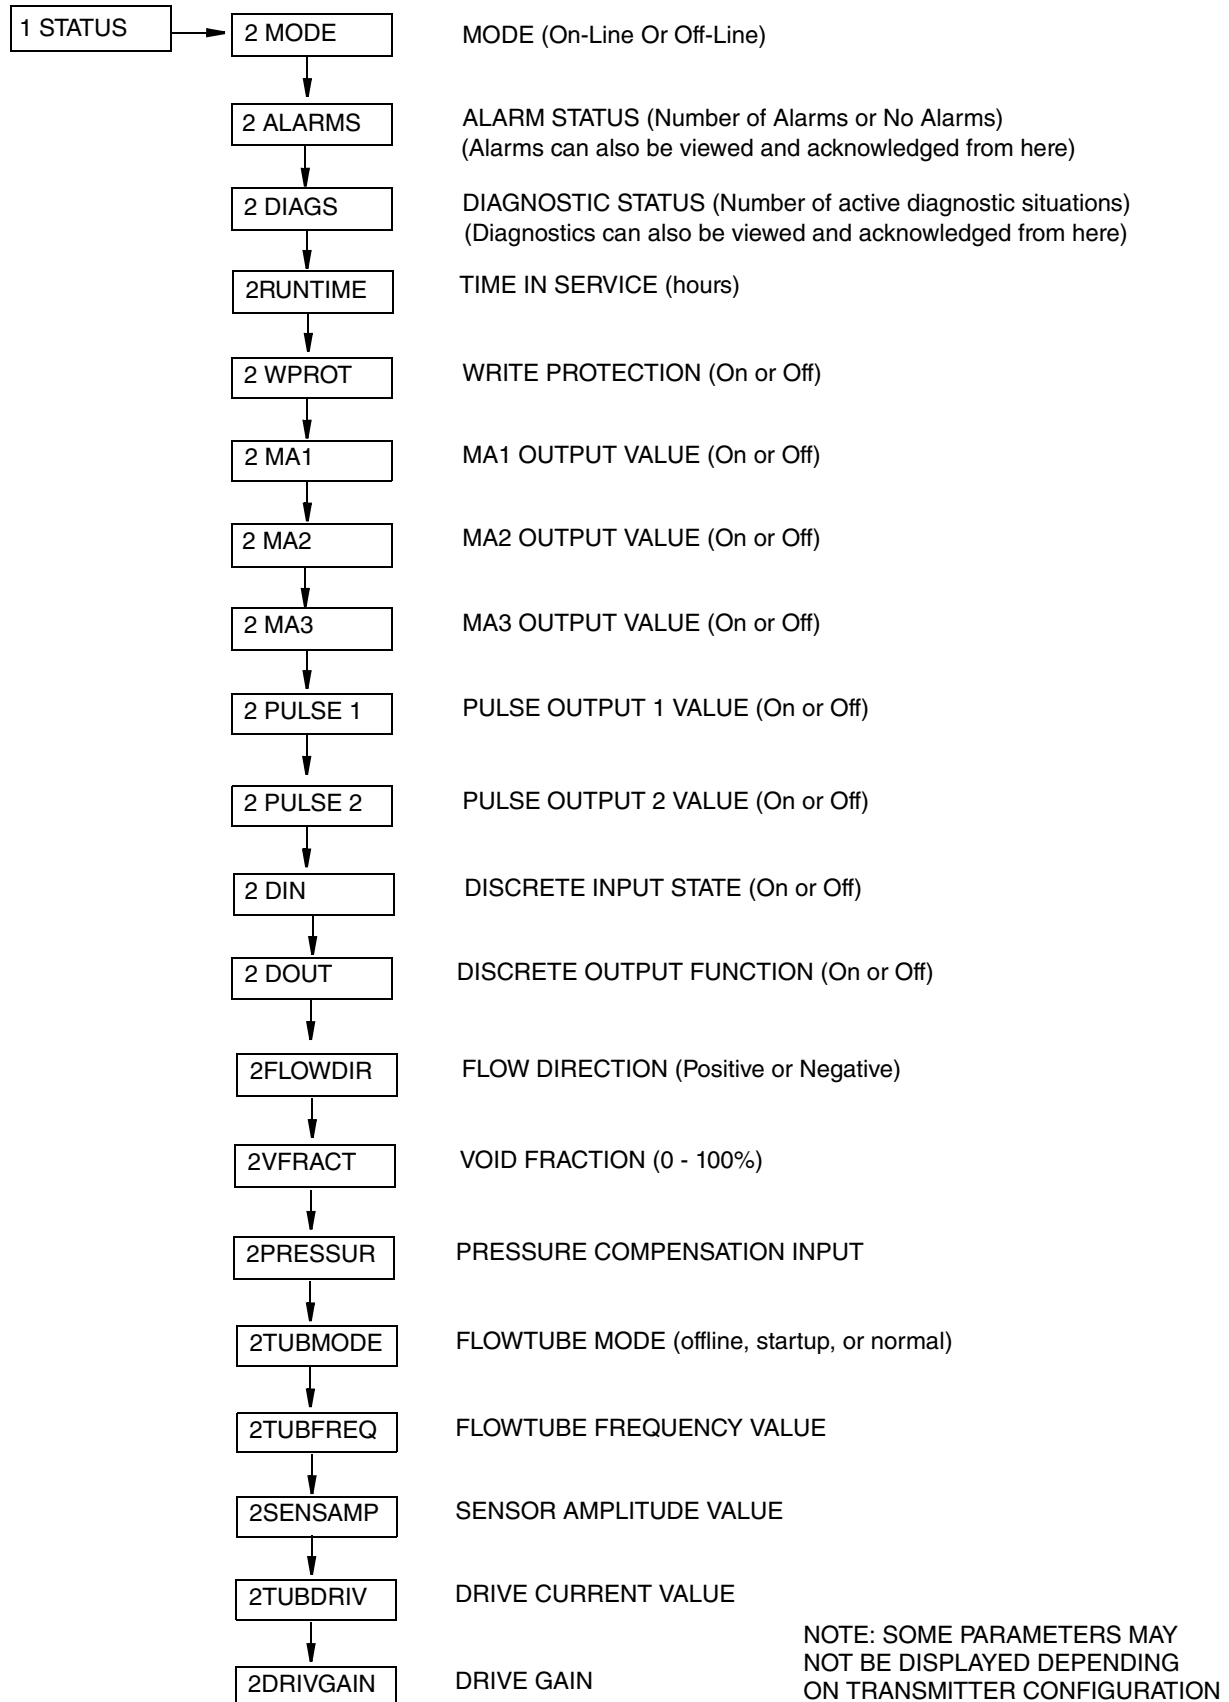 1 STATUS
2 MODE
MODE (On-Line Or Off-Line)
2 ALARMS
ALARM STATUS (Number of Alarms or No Alarms)
(Alarms can also be viewed and acknowledged from here)
2 DIAGS
DIAGNOSTIC STATUS (Number of active diagnostic situations)
(Diagnostics can also be viewed and acknowledged from here)
2RUNTIME
TIME IN SERVICE (hours)
2 WPROT
WRITE PROTECTION (On or Off)
2 MA1
MA1 OUTPUT VALUE (On or Off)
2 MA2
MA2 OUTPUT VALUE (On or Off)
2 MA3
MA3 OUTPUT VALUE (On or Off)
2 PULSE 1
PULSE OUTPUT 1 VALUE (On or Off)
2 PULSE 2
PULSE OUTPUT 2 VALUE (On or Off)
2 DIN
DISCRETE INPUT STATE (On or Off)
2 DOUT
DISCRETE OUTPUT FUNCTION (On or Off)
2FLOWDIR
FLOW DIRECTION (Positive or Negative)
2VFRACT
VOID FRACTION (0 - 100%)
2PRESSUR
PRESSURE COMPENSATION INPUT
2TUBMODE
FLOWTUBE MODE (offline, startup, or normal)
2TUBFREQ
FLOWTUBE FREQUENCY VALUE
2SENSAMP
SENSOR AMPLITUDE VALUE
2TUBDRIV
DRIVE CURRENT VALUE
2DRIVGAIN
DRIVE GAIN
NOTE: SOME PARAMETERS MAY
NOT BE DISPLAYED DEPENDING
ON TRANSMITTER CONFIGURATION